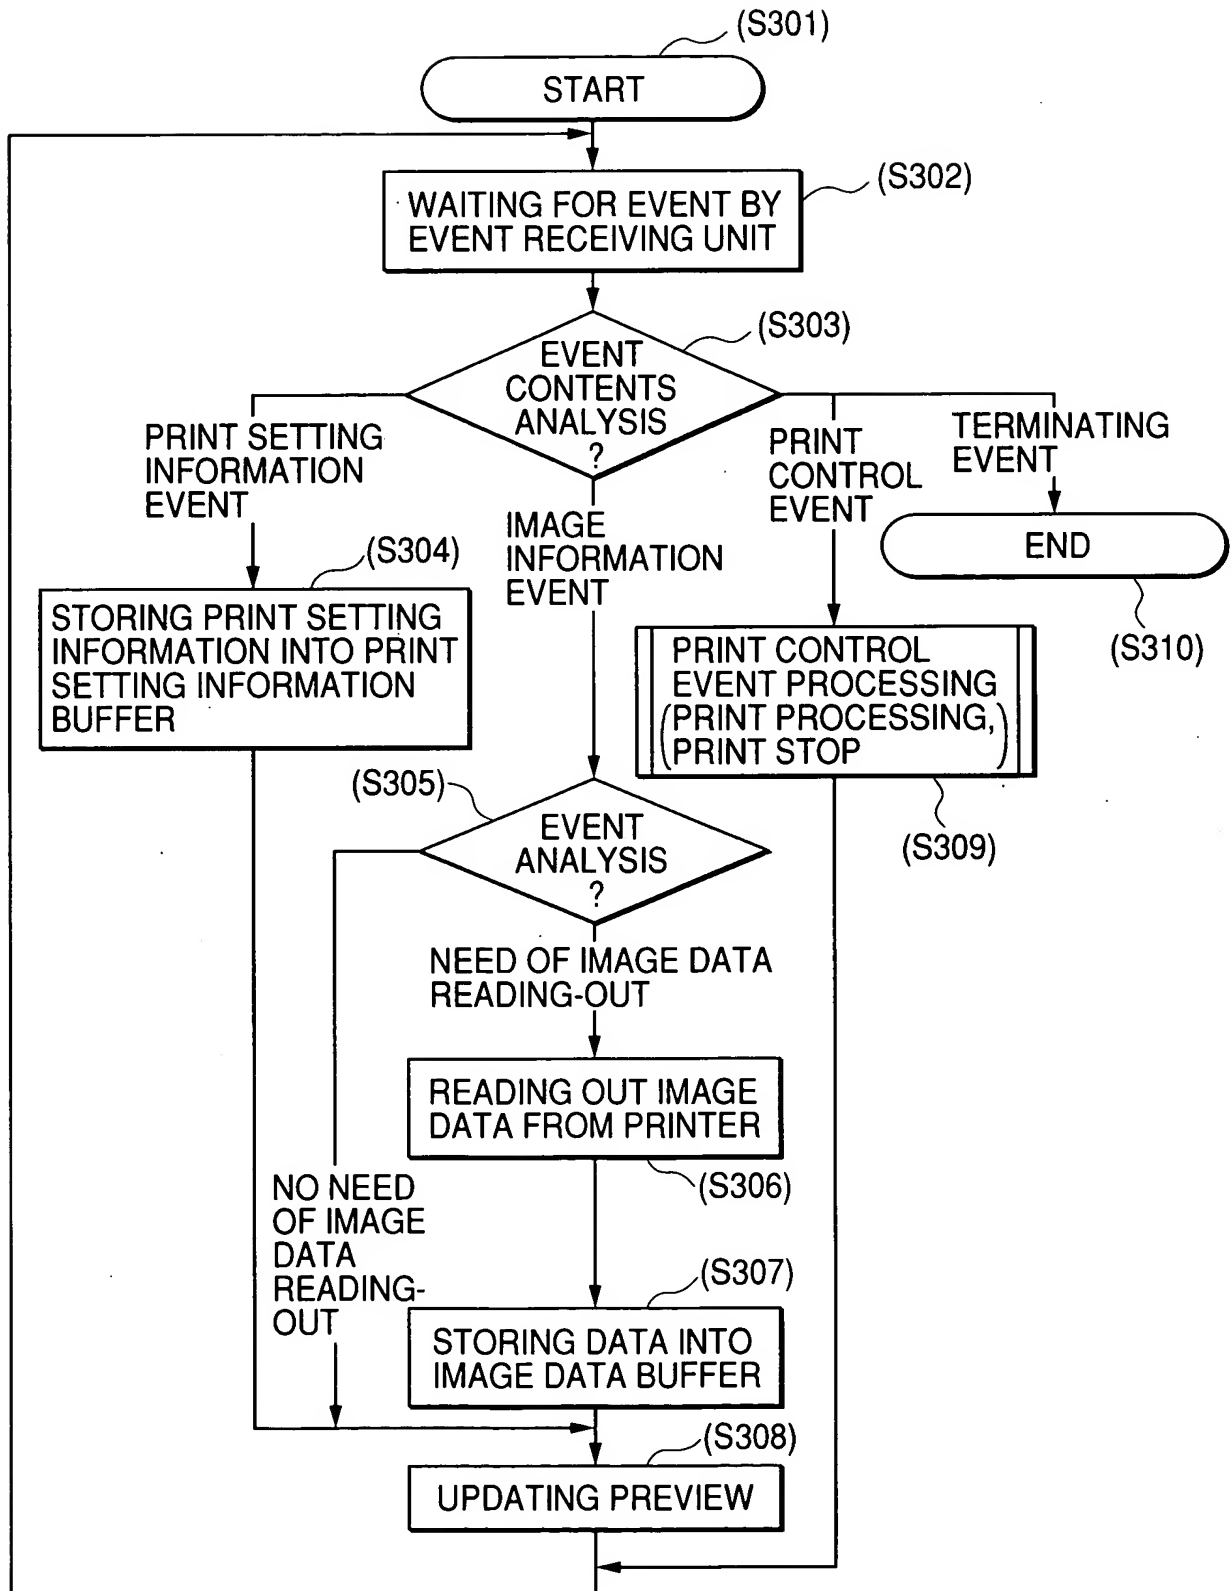 (S301)
START
(S302)
WAITING FOR EVENT BY
EVENT RECEIVING UNIT
(S303)
EVENT
CONTENTS
ANALYSIS
?
PRINT SETTING
INFORMATION
EVENT
IMAGE
INFORMATION
EVENT
PRINT
CONTROL
EVENT
TERMINATING
EVENT
END
(S310)
(S304)
STORING PRINT SETTING
INFORMATION INTO PRINT
SETTING INFORMATION
BUFFER
PRINT CONTROL
EVENT PROCESSING
(PRINT PROCESSING,
PRINT STOP)
(S309)
(S305)
EVENT
ANALYSIS
?
NEED OF IMAGE DATA
READING-OUT
READING OUT IMAGE
DATA FROM PRINTER
(S306)
NO NEED
OF IMAGE
DATA
READING-
OUT
(S307)
STORING DATA INTO
IMAGE DATA BUFFER
(S308)
UPDATING PREVIEW